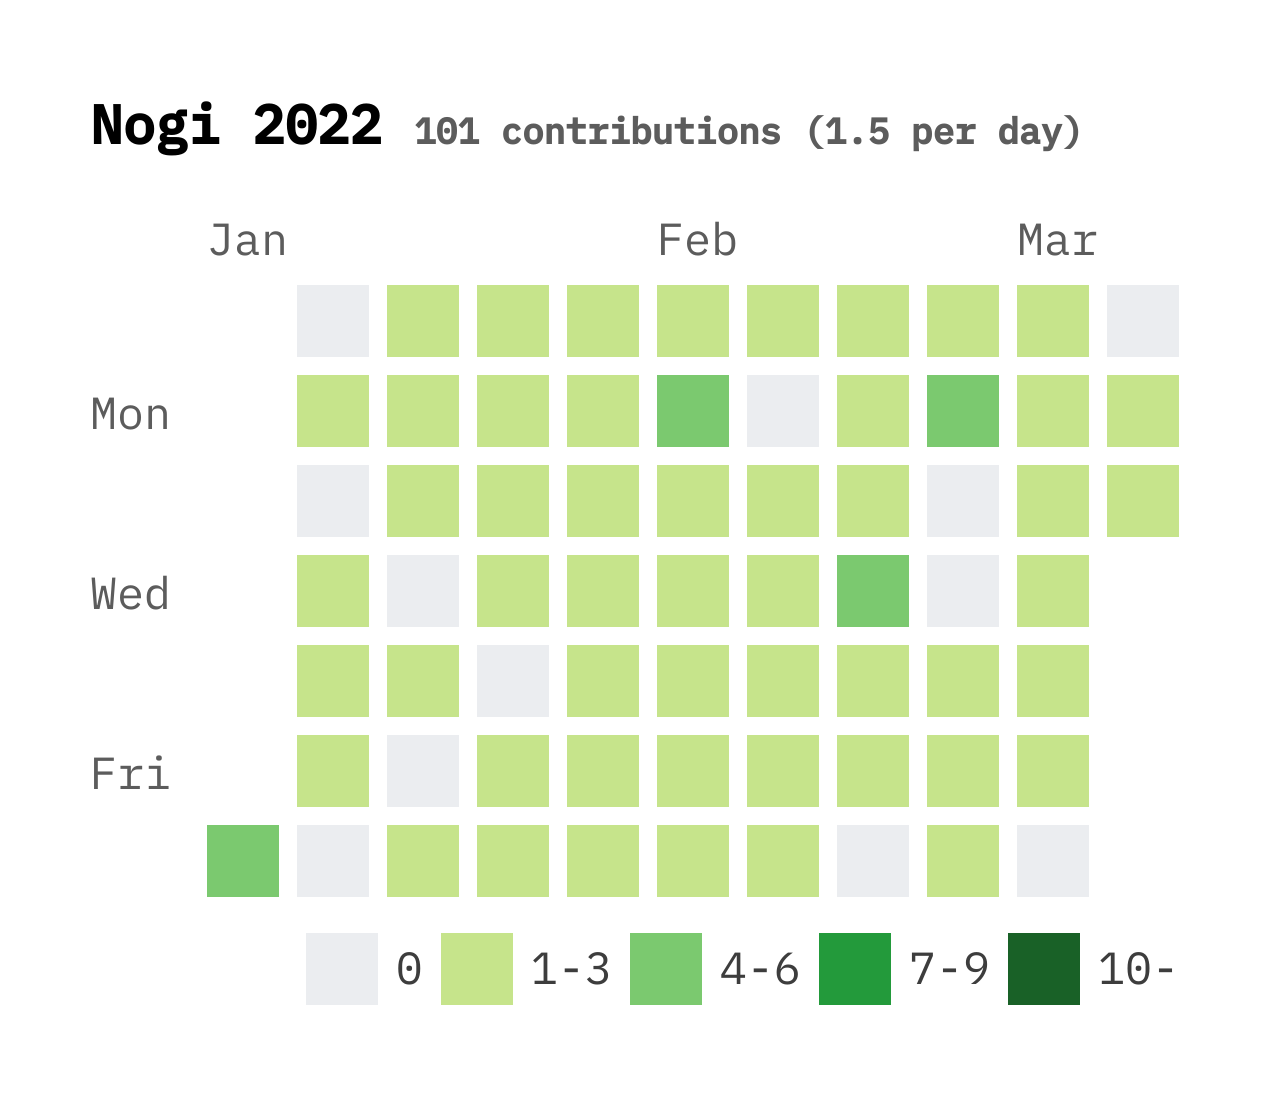 Nogi 2022 101 contributions (1.5 per day)
Jan Feb Mar
Mon
Wed
Fri
0 1-3 4-6 7-9 10-